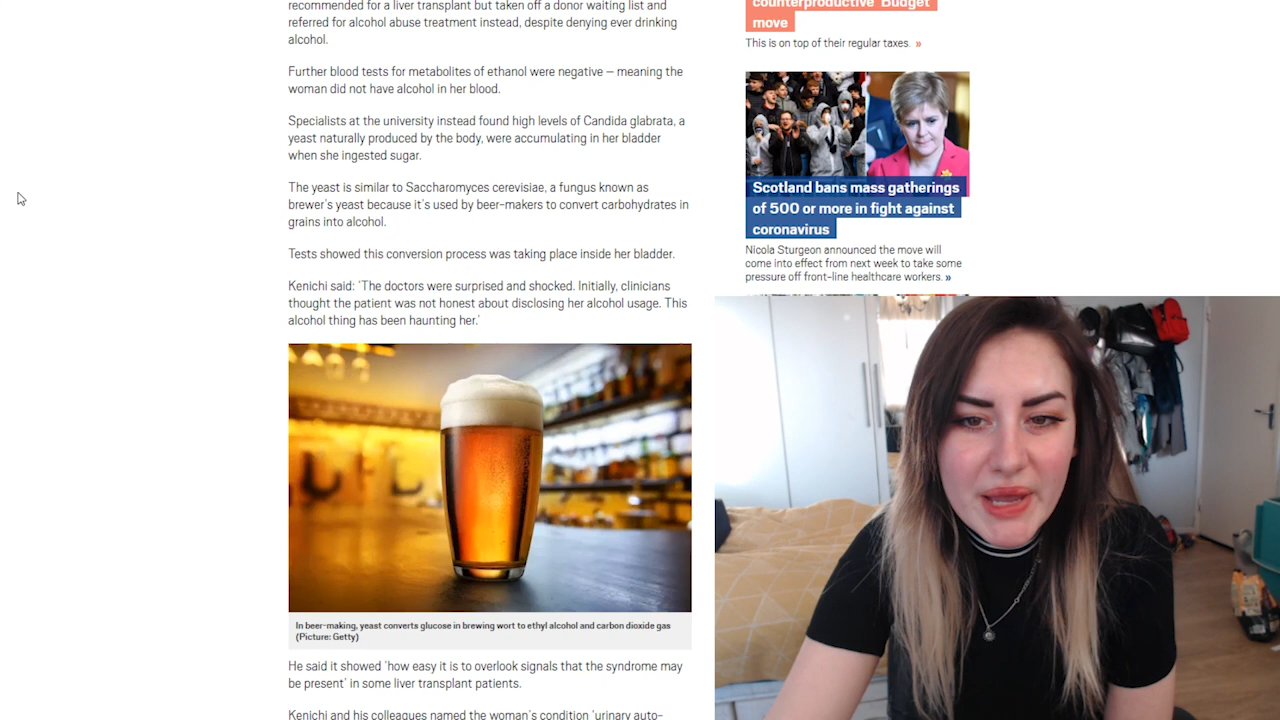 recommended for a liver transplant but taken off a donor waiting list and
referred for alcohol abuse treatment instead, despite denying ever drinking
alcohol.
Further blood tests for metabolites of ethanol were negative – meaning the
woman did not have alcohol in her blood.
Specialists at the university instead found high levels of Candida glabrata, a
yeast naturally produced by the body, were accumulating in her bladder
when she ingested sugar.
The yeast is similar to Saccharomyces cerevisiae, a fungus known as
brewer's yeast because it's used by beer-makers to convert carbohydrates in
grains into alcohol.
Tests showed this conversion process was taking place inside her bladder.
Kenichi said: 'The doctors were surprised and shocked. Initially, clinicians
thought the patient was not honest about disclosing her alcohol usage. This
alcohol thing has been haunting her.'
In beer-making, yeast converts glucose in brewing wort to ethyl alcohol and carbon dioxide gas
(Picture: Getty)
He said it showed 'how easy it is to overlook signals that the syndrome may
be present' in some liver transplant patients.
Kenichi and his colleagues named the woman's condition 'urinary auto-
counterproductive' Budget
move
This is on top of their regular taxes. »
Scotland bans mass gatherings
of 500 or more in fight against
coronavirus
Nicola Sturgeon announced the move will
come into effect from next week to take some
pressure off front-line healthcare workers. »